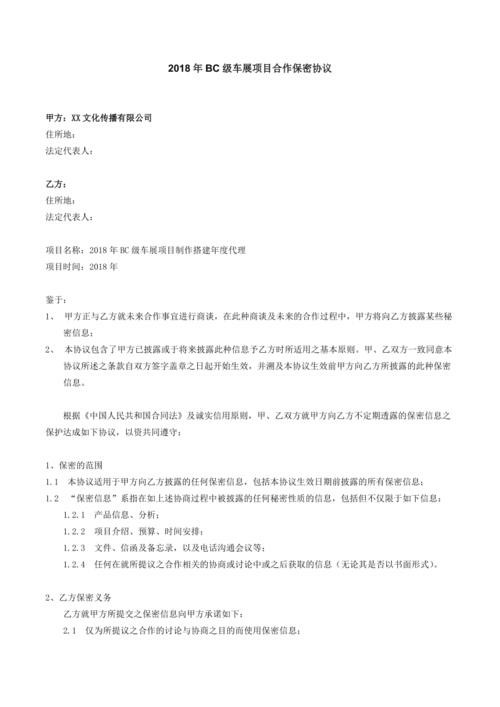 2018 年 BC 级车展项目合作保密协议
甲方：XX 文化传播有限公司
住所地：
法定代表人：
乙方：
住所地：
法定代表人：
项目名称：2018 年 BC 级车展项目制作搭建年度代理
项目时间：2018 年
鉴于：
1、 甲方正与乙方就未来合作事宜进行商谈，在此种商谈及未来的合作过程中，甲方将向乙方披露某些秘
密信息；
2、 本协议包含了甲方已披露或于将来披露此种信息予乙方时所适用之基本原则。甲、乙双方一致同意本
协议所述之条款自双方签字盖章之日起开始生效，并溯及本协议生效前甲方向乙方所披露的此种保密
信息。
根据《中国人民共和国合同法》及诚实信用原则，甲、乙双方就甲方向乙方不定期透露的保密信息之
保护达成如下协议，以资共同遵守：
1、保密的范围
1.1 本协议适用于甲方向乙方披露的任何保密信息，包括本协议生效日期前披露的所有保密信息；
1.2 “保密信息”系指在如上述协商过程中被披露的任何秘密性质的信息，包括但不仅限于如下信息：
1.2.1 产品信息、分析；
1.2.2 项目介绍、预算、时间安排；
1.2.3 文件、信函及备忘录，以及电话沟通会议等；
1.2.4 任何在就所提议之合作相关的协商或讨论中或之后获取的信息（无论其是否以书面形式）。
2、乙方保密义务
乙方就甲方所提交之保密信息向甲方承诺如下：
2.1 仅为所提议之合作的讨论与协商之目的而使用保密信息；